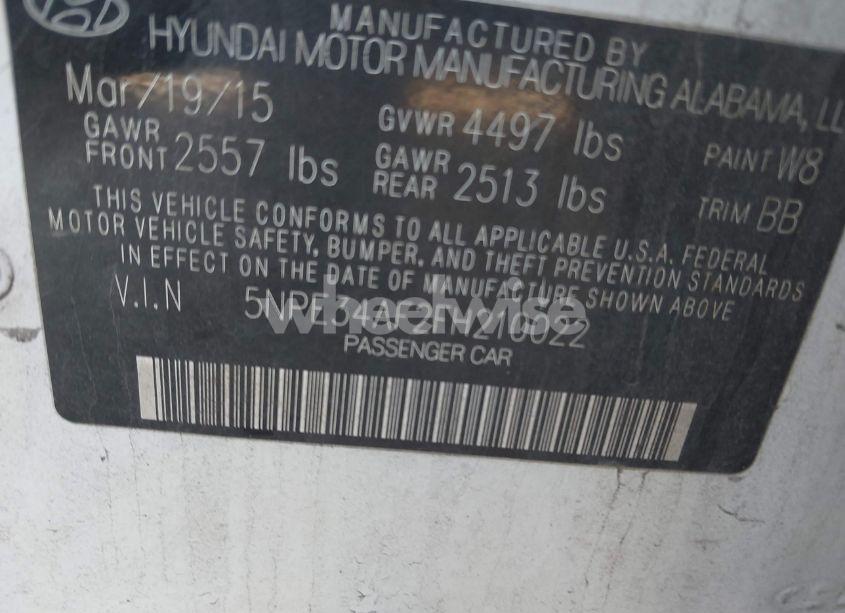 MANUFACTURED BY
HYUNDAI MOTOR MANUFACTURING ALABAMA, LL
Mar/19/15 GVWR 4497 lbs PAINT W8
GAWR FRONT 2557 lbs GAWR REAR 2513 lbs TRIM BB
THIS VEHICLE CONFORMS TO ALL APPLICABLE U.S.A. FEDERAL
MOTOR VEHICLE SAFETY, BUMPER, AND THEFT PREVENTION STANDARDS
IN EFFECT ON THE DATE OF MANUFACTURE SHOWN ABOVE.
V.I.N 5NPE34AF2FH210022
wheelwise
PASSENGER CAR